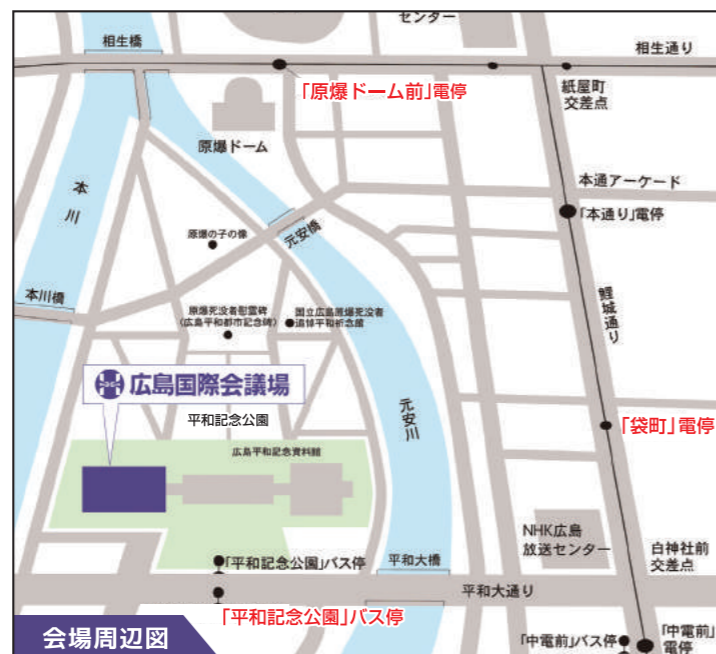 センター
相生橋
相生通り
「原爆ドーム前」電停
紙屋町
交差点
原爆ドーム
本通アーケード
本川
「本通り」電停
原爆の子の像
元安橋
本川橋
原爆死没者慰霊碑
(広島平和都市記念碑)
国立広島原爆死没者
追悼平和祈念館
鯉城通り
広島国際会議場
平和記念公園
元安川
「袋町」電停
広島平和記念資料館
NHK広島
放送センター
白神社前
交差点
「平和記念公園」バス停
平和大橋
平和大通り
「平和記念公園」バス停
会場周辺図
「中電前」バス停
「中電前」
電停